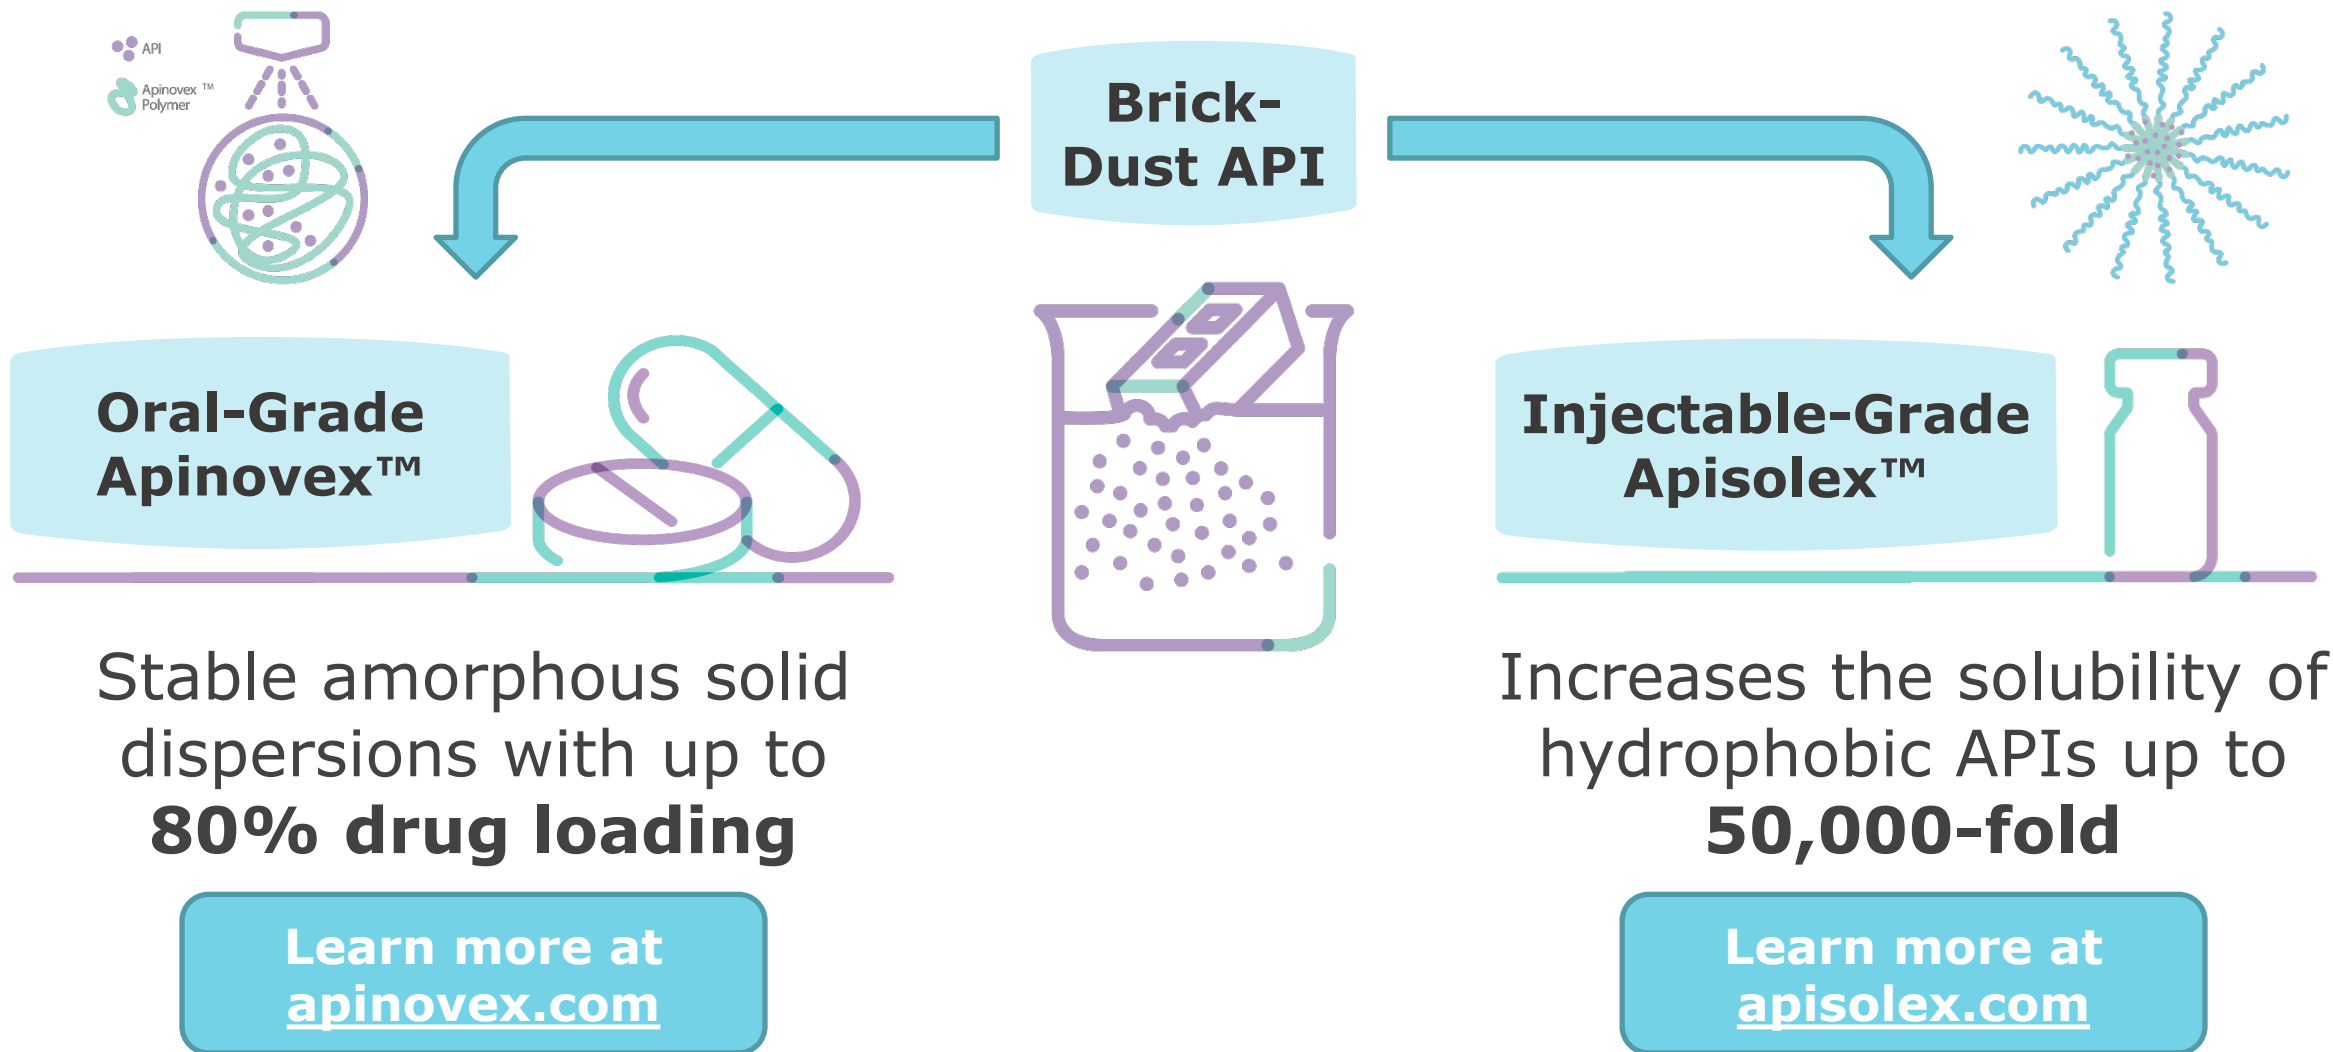 API
Apinovex ™
Polymer
Brick-
Dust API
Oral-Grade
Apinovex™
Injectable-Grade
Apisolex™
Stable amorphous solid
dispersions with up to
80% drug loading
Increases the solubility of
hydrophobic APIs up to
50,000-fold
Learn more at
apinovex.com
Learn more at
apisolex.com